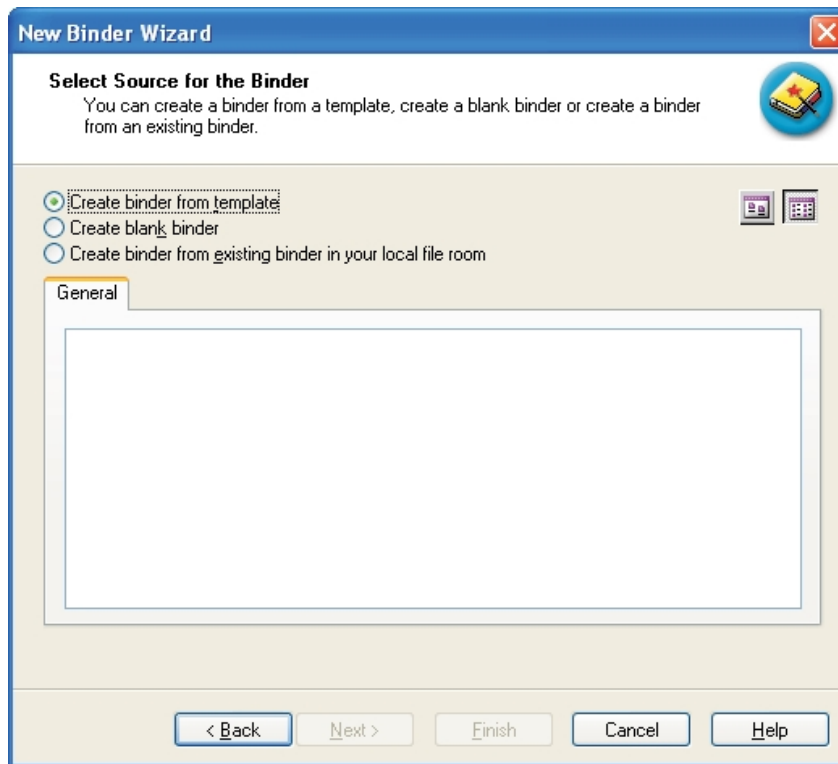 New Binder Wizard
Select Source for the Binder
You can create a binder from a template, create a blank binder or create a binder
from an existing binder.
Create binder from template
Create blank binder
Create binder from existing binder in your local file room
General
< Back Next > Finish Cancel Help